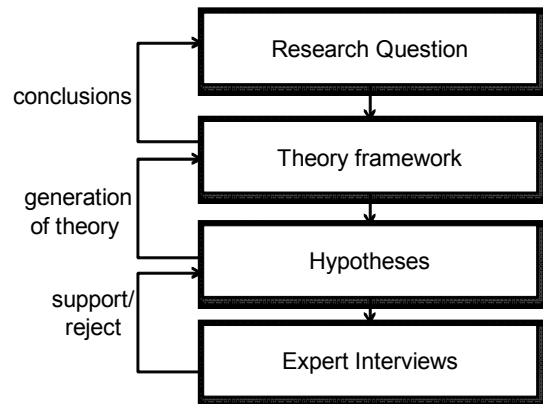 Research Question
conclusions
Theory framework
generation
of theory
Hypotheses
support/
reject
Expert Interviews